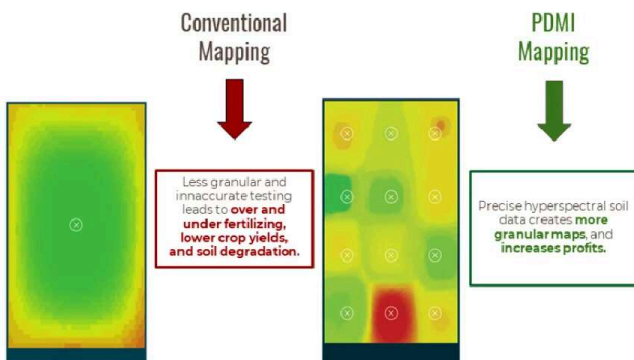 Conventional
Mapping
PDMI
Mapping
Less granular and
innaccurate testing
leads to over and
under fertilizing,
lower crop yields,
and soil degradation.
Precise hyperspectral soil
data creates more
granular maps, and
increases profits.